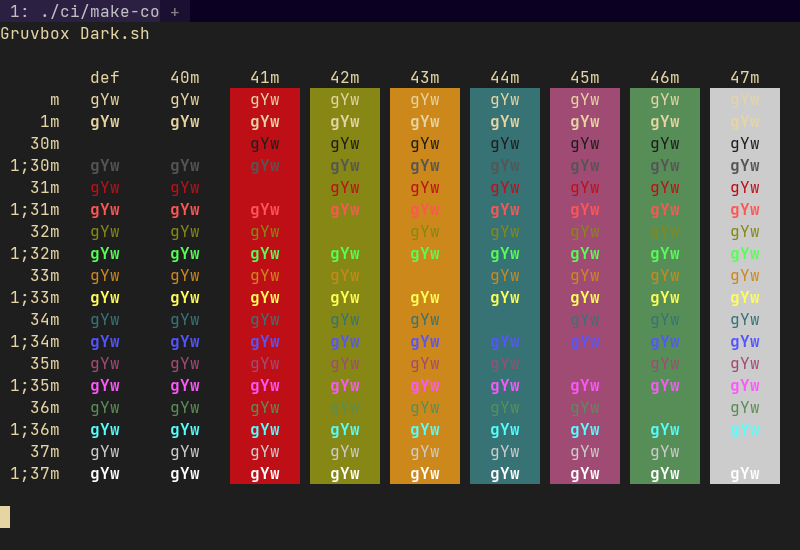 1: ./ci/make-co +
Gruvbox Dark.sh
def 40m 41m 42m 43m 44m 45m 46m 47m
m gYw gYw gYw gYw gYw gYw gYw gYw gYw
1m gYw gYw gYw gYw gYw gYw gYw gYw gYw
30m gYw gYw gYw gYw gYw gYw gYw
1;30m gYw gYw gYw gYw gYw gYw gYw gYw gYw
31m gYw gYw gYw gYw gYw gYw gYw gYw
1;31m gYw gYw gYw gYw gYw gYw gYw gYw gYw
32m gYw gYw gYw gYw gYw gYw gYw gYw
1;32m gYw gYw gYw gYw gYw gYw gYw gYw gYw
33m gYw gYw gYw gYw gYw gYw gYw gYw
1;33m gYw gYw gYw gYw gYw gYw gYw gYw gYw
34m gYw gYw gYw gYw gYw gYw gYw gYw
1;34m gYw gYw gYw gYw gYw gYw gYw gYw gYw
35m gYw gYw gYw gYw gYw gYw gYw gYw
1;35m gYw gYw gYw gYw gYw gYw gYw gYw gYw
36m gYw gYw gYw gYw gYw gYw gYw gYw
1;36m gYw gYw gYw gYw gYw gYw gYw gYw gYw
37m gYw gYw gYw gYw gYw gYw gYw gYw
1;37m gYw gYw gYw gYw gYw gYw gYw gYw gYw